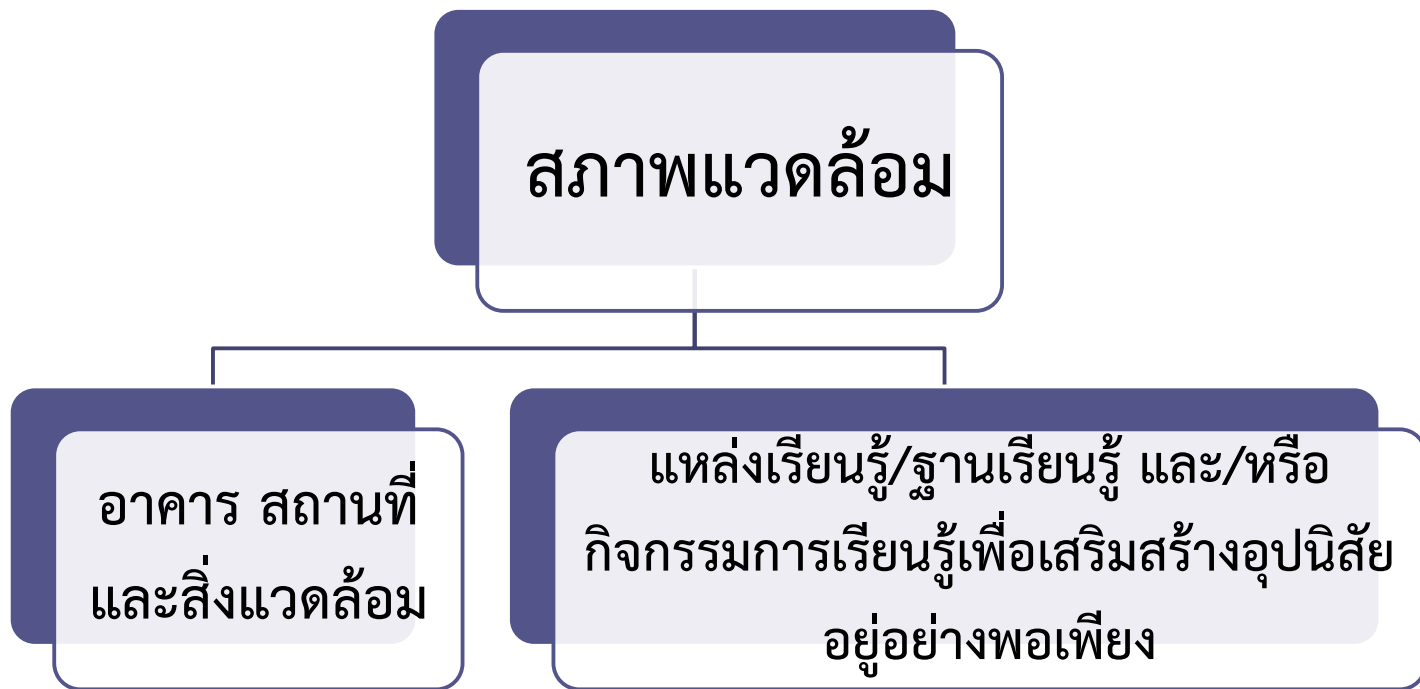 สภาพแวดล้อม
อาคาร สถานที่
และสิ่งแวดล้อม
แหล่งเรียนรู้/ฐานเรียนรู้ และ/หรือ
กิจกรรมการเรียนรู้เพื่อเสริมสร้างอุปนิสัย
อยู่อย่างพอเพียง